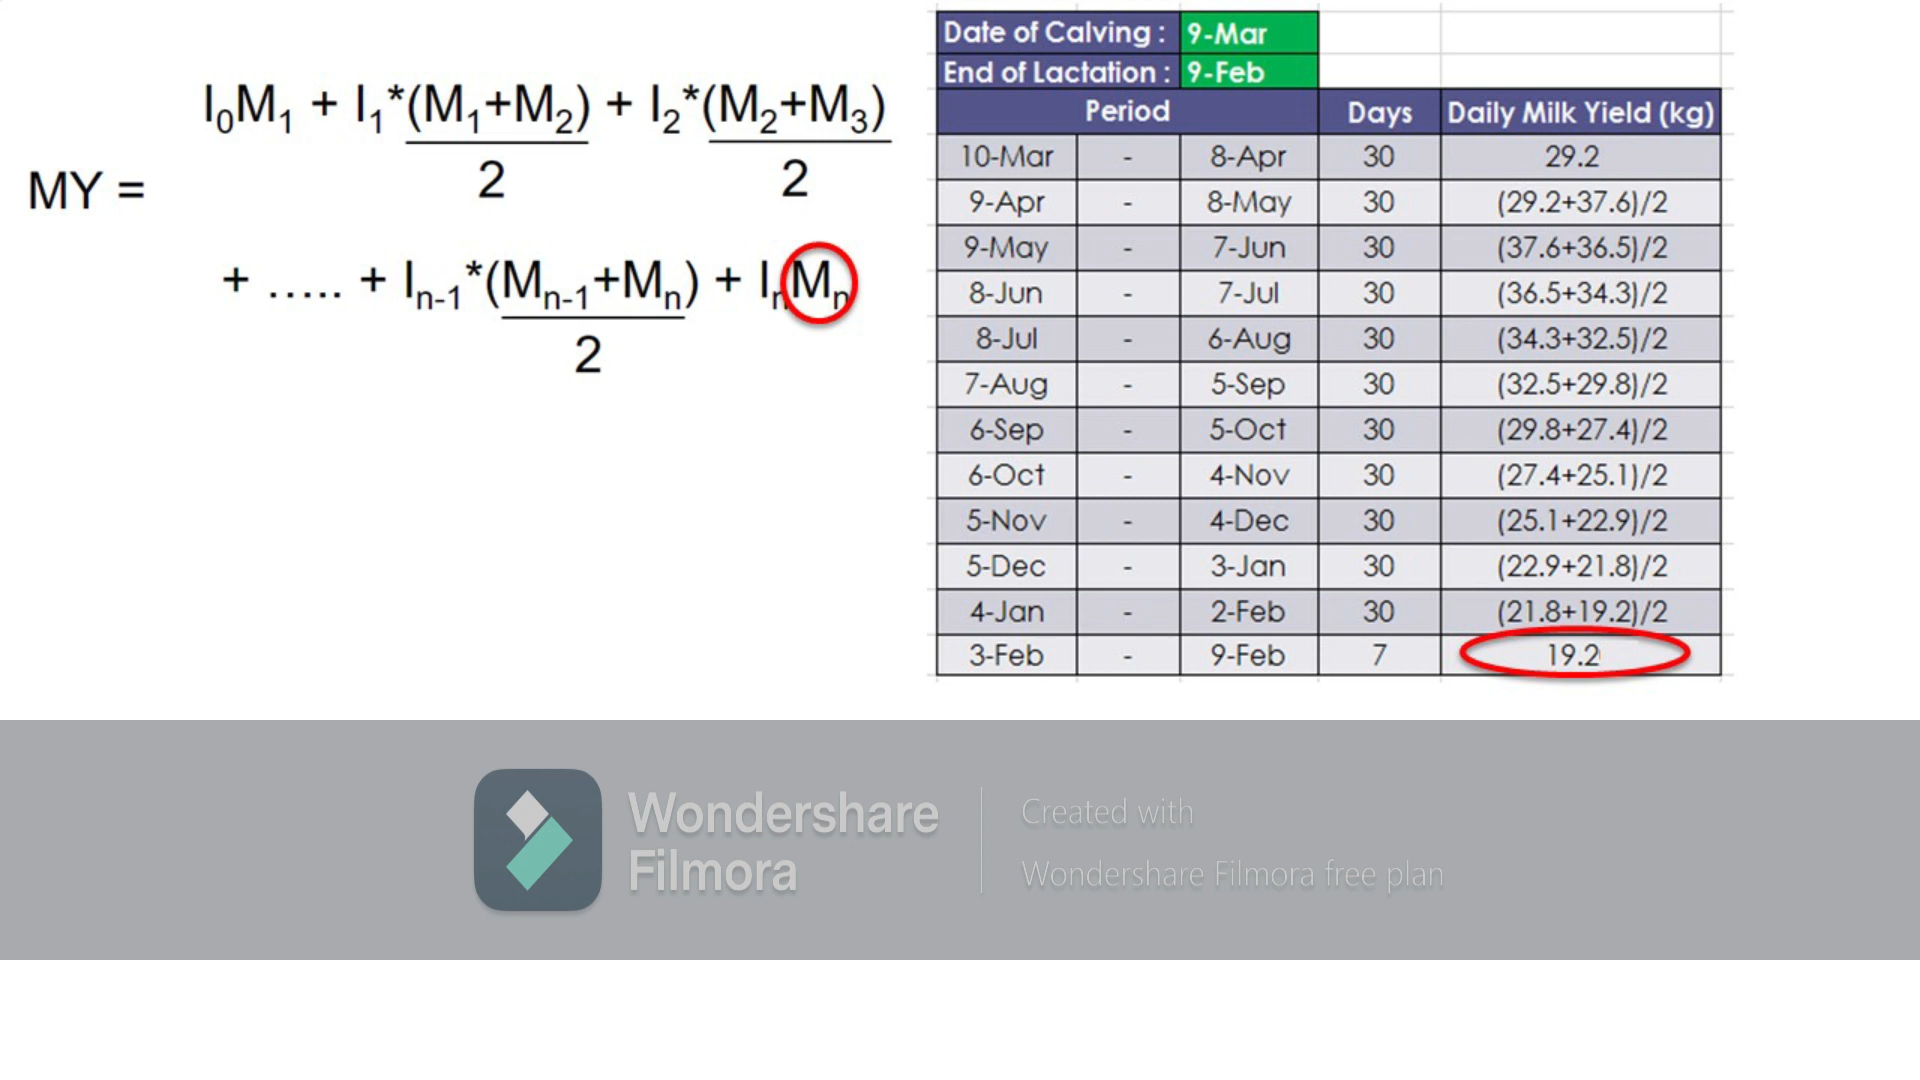 MY =
I0M1 + I1*(M1+M2) + I2*(M2+M3)
2 2
+ ..... + In-1*(Mn-1+Mn) + InMn
2
Date of Calving : 9-Mar
End of Lactation : 9-Feb
Period Days Daily Milk Yield (kg)
10-Mar - 8-Apr 30 29.2
9-Apr - 8-May 30 (29.2+37.6)/2
9-May - 7-Jun 30 (37.6+36.5)/2
8-Jun - 7-Jul 30 (36.5+34.3)/2
8-Jul - 6-Aug 30 (34.3+32.5)/2
7-Aug - 5-Sep 30 (32.5+29.8)/2
6-Sep - 5-Oct 30 (29.8+27.4)/2
6-Oct - 4-Nov 30 (27.4+25.1)/2
5-Nov - 4-Dec 30 (25.1+22.9)/2
5-Dec - 3-Jan 30 (22.9+21.8)/2
4-Jan - 2-Feb 30 (21.8+19.2)/2
3-Feb - 9-Feb 7 19.2
Wondershare
Filmora
Created with
Wondershare Filmora free plan